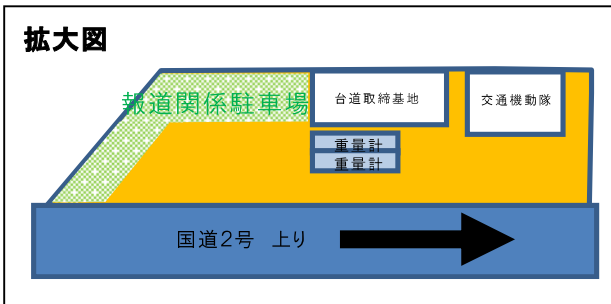 拡大図
報道関係駐車場
台道取締基地
交通機動隊
重量計
重量計
国道2号　上り